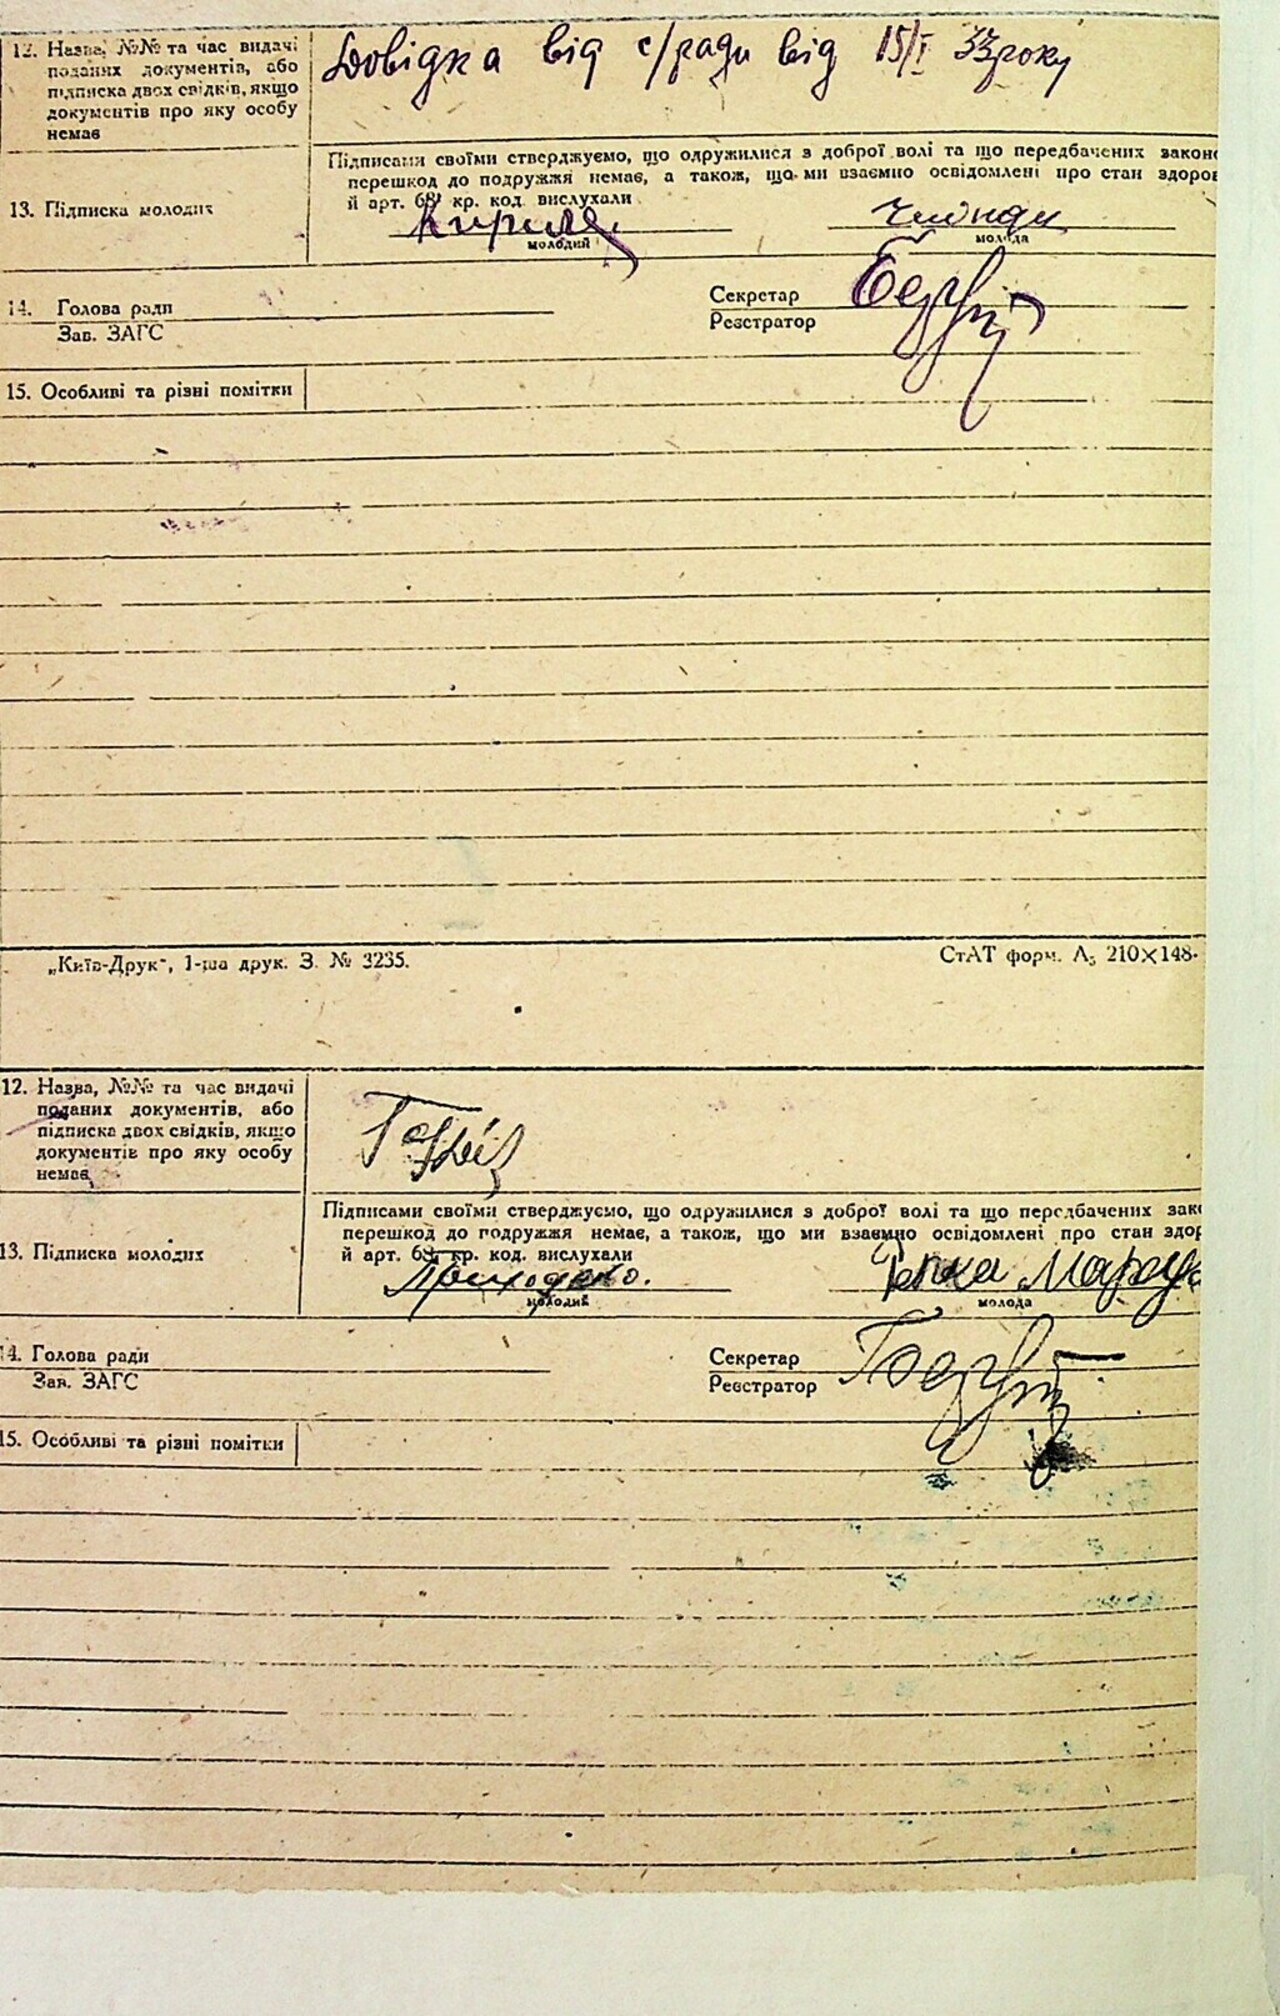 12. Назва, №№ та час видачі
поданих документів, або
підписка двох свідків, якщо
документів про яку особу
немає
Довідка від с/ради від 15/I 33 року
Підписами своїми стверджуємо, що одружилися з доброї волі та що передбачених законо
перешкод до подружжя немає, а також, що ми взаємно освідомлені про стан здоров
й арт. 68 кр. код вислухали
13. Підписка молодих
молодий
молода
14. Голова ради
Зав. ЗАГС
Секретар
Реєстратор
15. Особливі та різні помітки
„Київ-Друк“, 1-ша друк. З. № 3235.
СтАТ форм. А₅ 210×148·
12. Назва, №№ та час видачі
поданих документів, або
підписка двох свідків, якщо
документів про яку особу
немає
Підписами своїми стверджуємо, що одружилися з доброї волі та що передбачених зако
перешкод до подружжя немає, а також, що ми взаємно освідомлені про стан здор
й арт. 68 кр. код. вислухали
13. Підписка молодих
Приходько.
молодий
молода
14. Голова ради
Зав. ЗАГС
Секретар
Реєстратор
15. Особливі та різні помітки